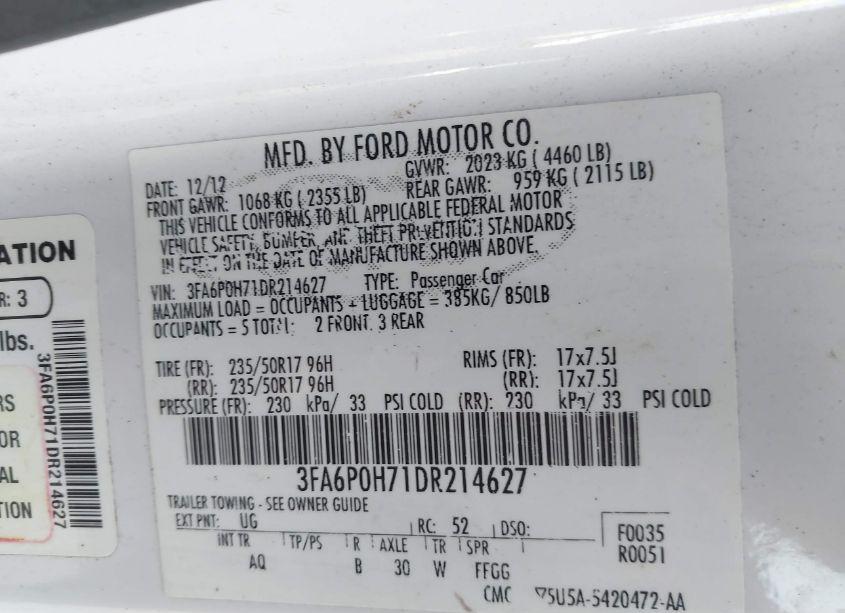 MFD. BY FORD MOTOR CO.
DATE: 12/12 GVWR: 2023 KG ( 4460 LB)
FRONT GAWR: 1068 KG ( 2355 LB) REAR GAWR: 959 KG ( 2115 LB)
THIS VEHICLE CONFORMS TO ALL APPLICABLE FEDERAL MOTOR
VEHICLE SAFETY, BUMPER, AND THEFT PREVENTION STANDARDS
IN EFFECT ON THE DATE OF MANUFACTURE SHOWN ABOVE.
VIN: 3FA6P0H71DR214627 TYPE: Passenger Car
MAXIMUM LOAD = OCCUPANTS + LUGGAGE = 385KG/ 850LB
OCCUPANTS = 5 TOTAL: 2 FRONT, 3 REAR
TIRE (FR): 235/50R17 96H RIMS (FR): 17x7.5J
(RR): 235/50R17 96H (RR): 17x7.5J
PRESSURE (FR): 230 kPa/ 33 PSI COLD (RR): 230 kPa/ 33 PSI COLD
3FA6P0H71DR214627
TRAILER TOWING - SEE OWNER GUIDE
EXT PNT: UG RC: 52 DSO: F0035
INT TR TP/PS R AXLE TR SPR R0051
AQ B 30 W FFGG
CMC 5U5A-5420472-AA
ATION
R: 3
lbs.
RS
OR
AL
TION
3FA6P0H71DR214627